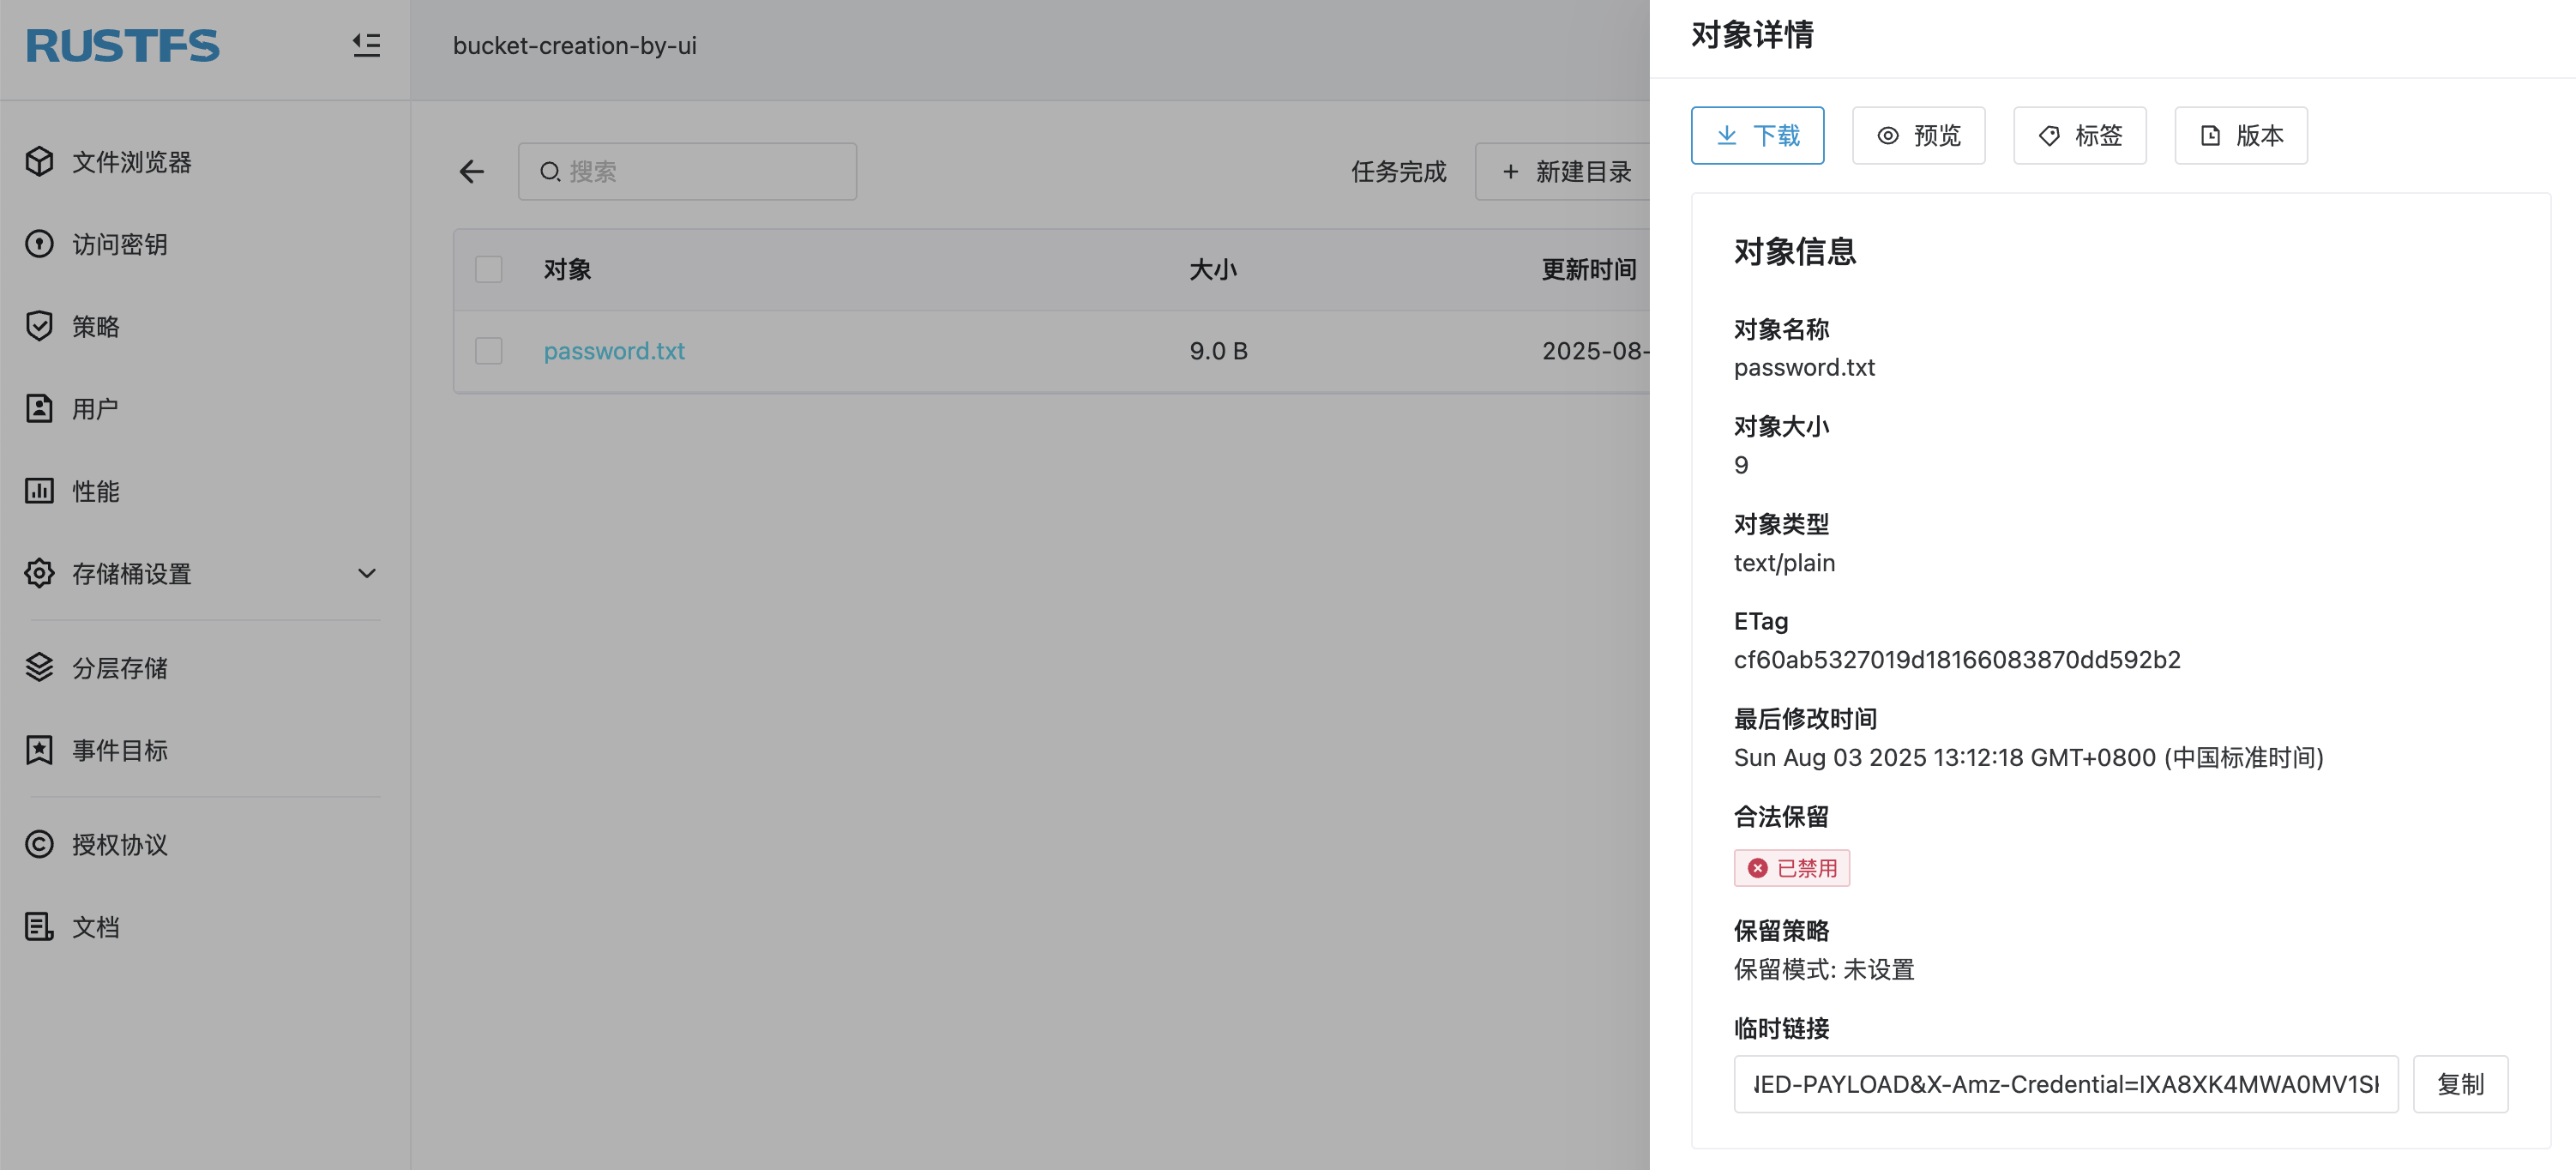 RUSTFS
文件浏览器
访问密钥
策略
用户
性能
存储桶设置
分层存储
事件目标
授权协议
文档
bucket-creation-by-ui
搜索
任务完成
+ 新建目录
对象 大小 更新时间
password.txt 9.0 B 2025-08-
对象详情
下载 预览 标签 版本
对象信息
对象名称
password.txt
对象大小
9
对象类型
text/plain
ETag
cf60ab5327019d18166083870dd592b2
最后修改时间
Sun Aug 03 2025 13:12:18 GMT+0800 (中国标准时间)
合法保留
已禁用
保留策略
保留模式: 未设置
临时链接
NED-PAYLOAD&X-Amz-Credential=IXA8XK4MWA0MV1S
复制